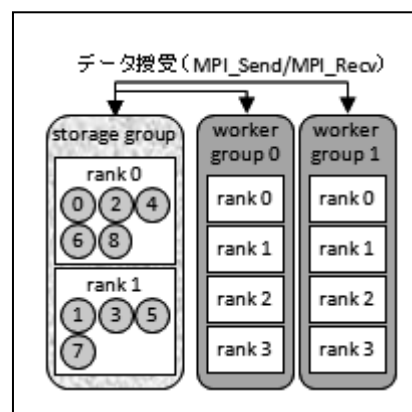 データ授受(MPI_Send/MPI_Recv)
storage group
rank 0
0 2 4
6 8
rank 1
1 3 5
7
worker
group 0
rank 0
rank 1
rank 2
rank 3
worker
group 1
rank 0
rank 1
rank 2
rank 3